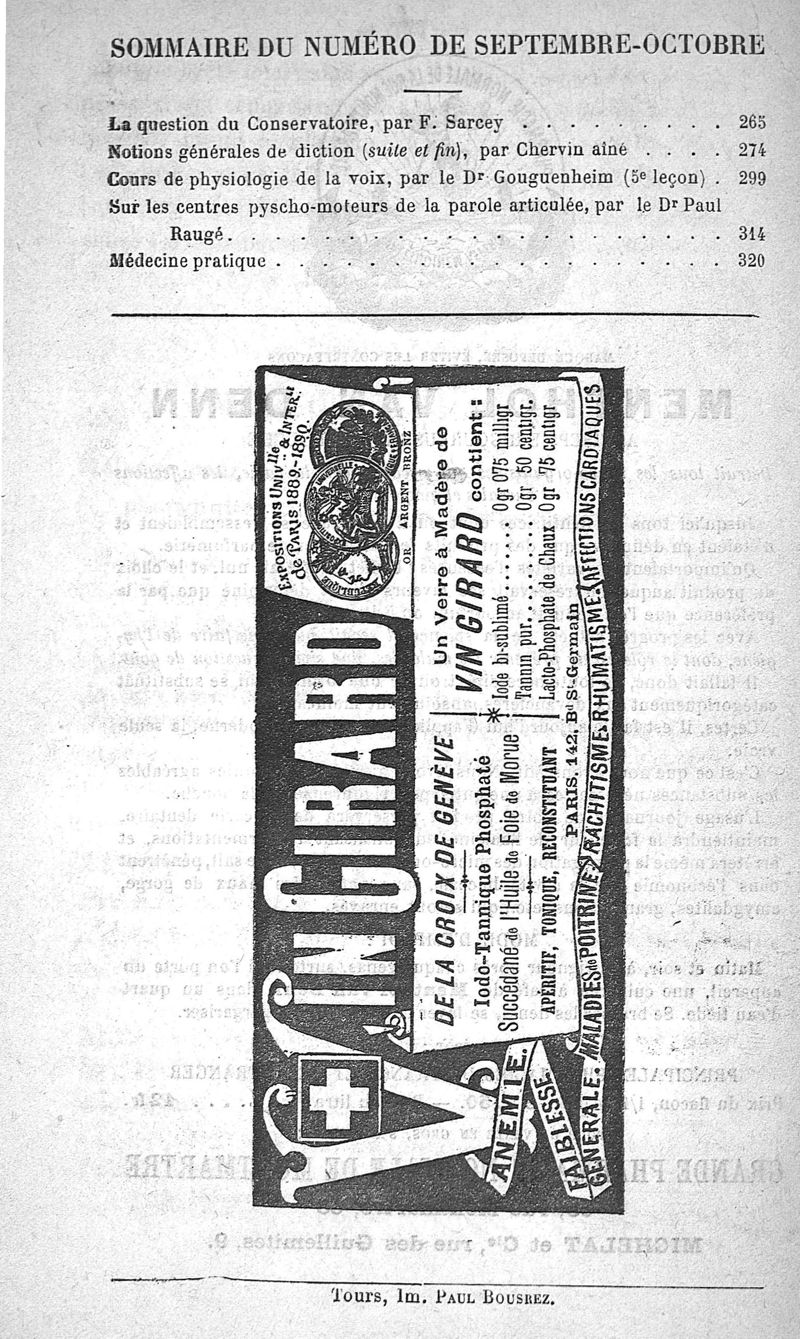 SOMMAIRE DU NUMÉRO DE SEPTEMBRE-OCTOBRE
La question du Conservatoire, par F. Sarcey . . . . . . . . . 265
Notions générales de diction (suite et fin), par Chervin aîné . . . . 274
Cours de physiologie de la voix, par le Dr Gouguenheim (5e leçon) . 299
Sur les centres pyscho-moteurs de la parole articulée, par le Dr Paul
Raugé. . . . . . . . . . . . . . . . . . . 314
Médecine pratique . . . . . . . . . . . . . . . . . 320
VIN GIRARD
EXPOSITIONS UNIVlle & INTER.le
de PARIS 1889.-1890.
OR ARGENT BRONZ
DE LA CROIX DE GENÈVE
Iodo-Tannique Phosphaté
Succédané de l'Huile de Foie de Morue
APÉRITIF, TONIQUE, RECONSTITUANT
Un Verre à Madère de
VIN GIRARD contient:
Iode bi-sublimé....... 0gr 075 millgr
Tannin pur.......... 0gr 50 centigr.
Lacto-Phosphate de Chaux, 0gr 75 centigr
PARIS. 142, Bd St-Germain
ANÉMIE.
FAIBLESSE
GÉNÉRALE.
MALADIES de POITRINE, RACHITISME, RHUMATISME, AFFECTIONS CARDIAQUES
Tours, Im. PAUL BOUSREZ.